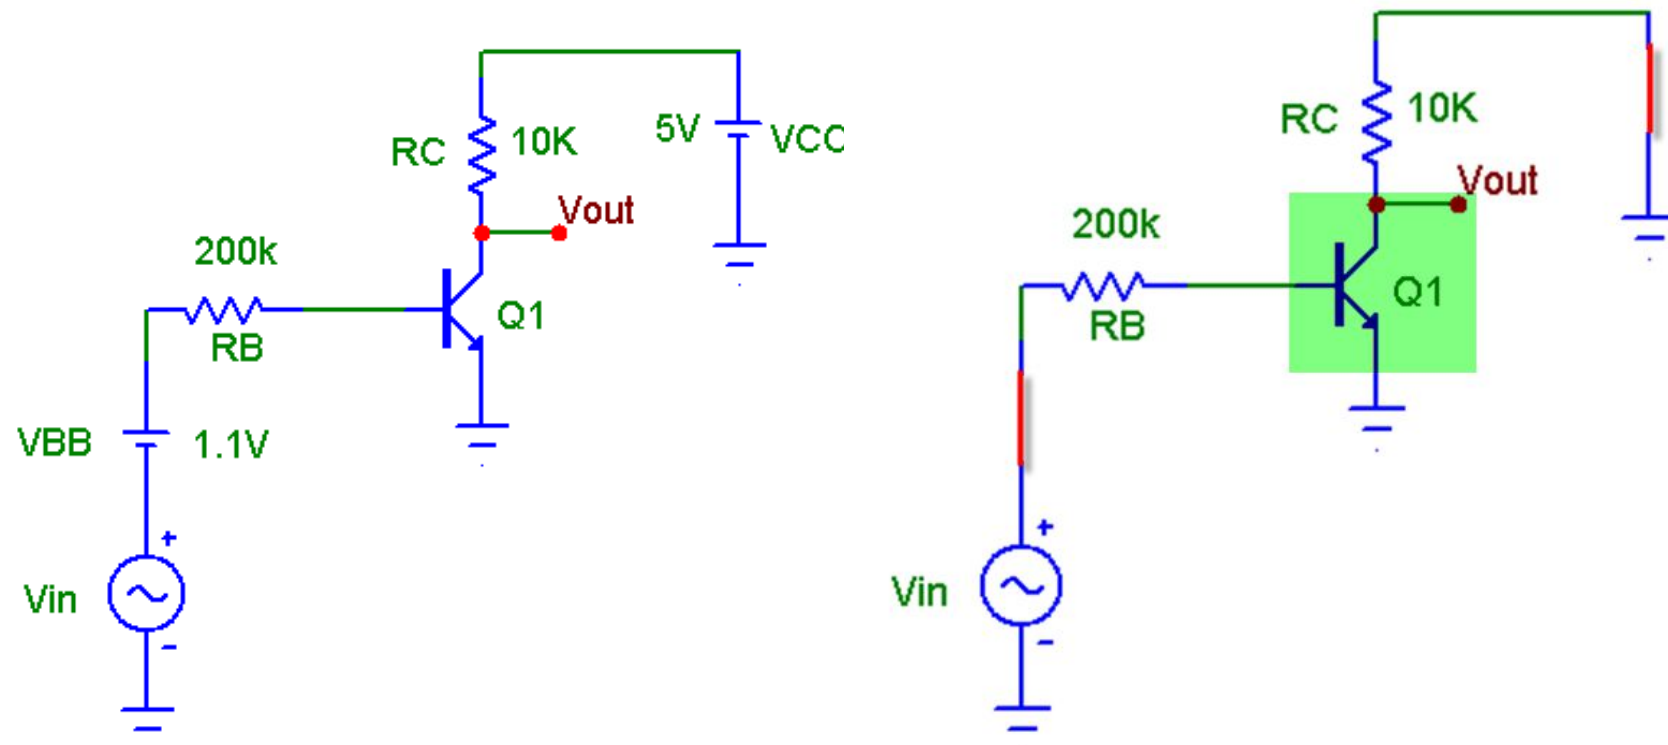 5V
VCC
RC
10K
Vout
200k
RB
Q1
VBB
1.1V
+
Vin
-
RC
10K
Vout
200k
RB
Q1
+
Vin
-